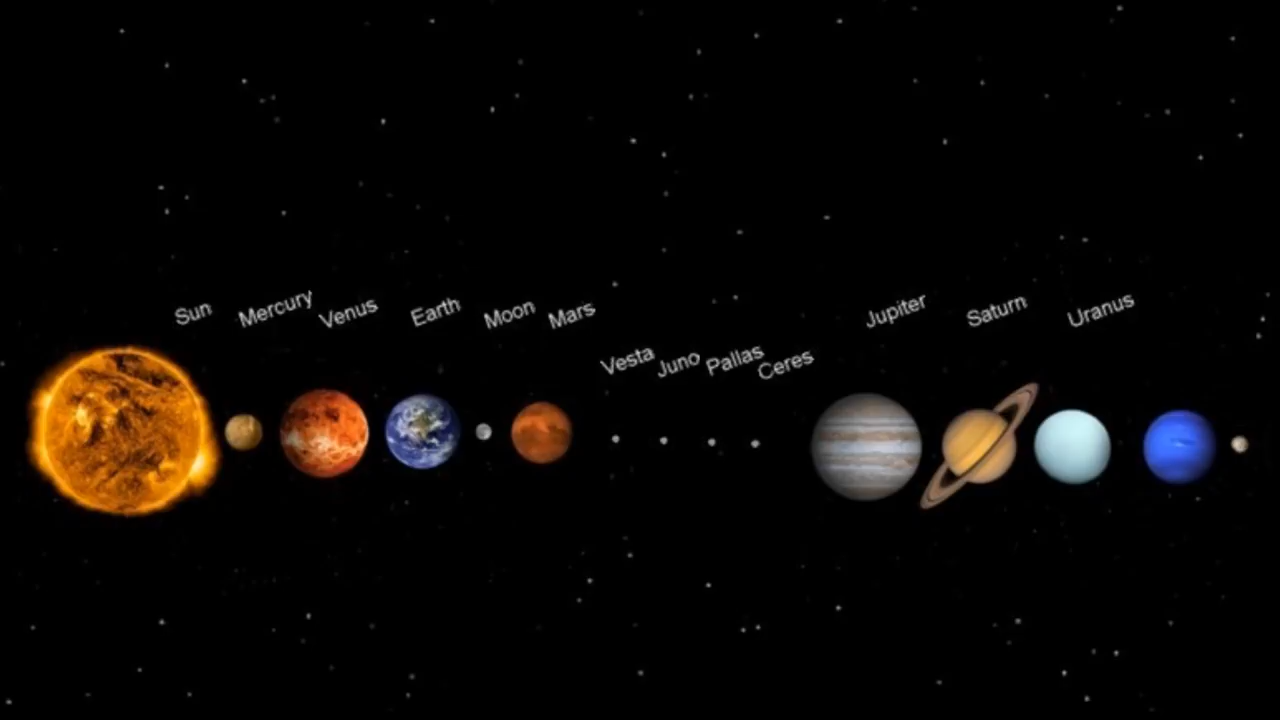 Sun
Mercury
Venus
Earth
Moon
Mars
Vesta
Juno
Pallas
Ceres
Jupiter
Saturn
Uranus